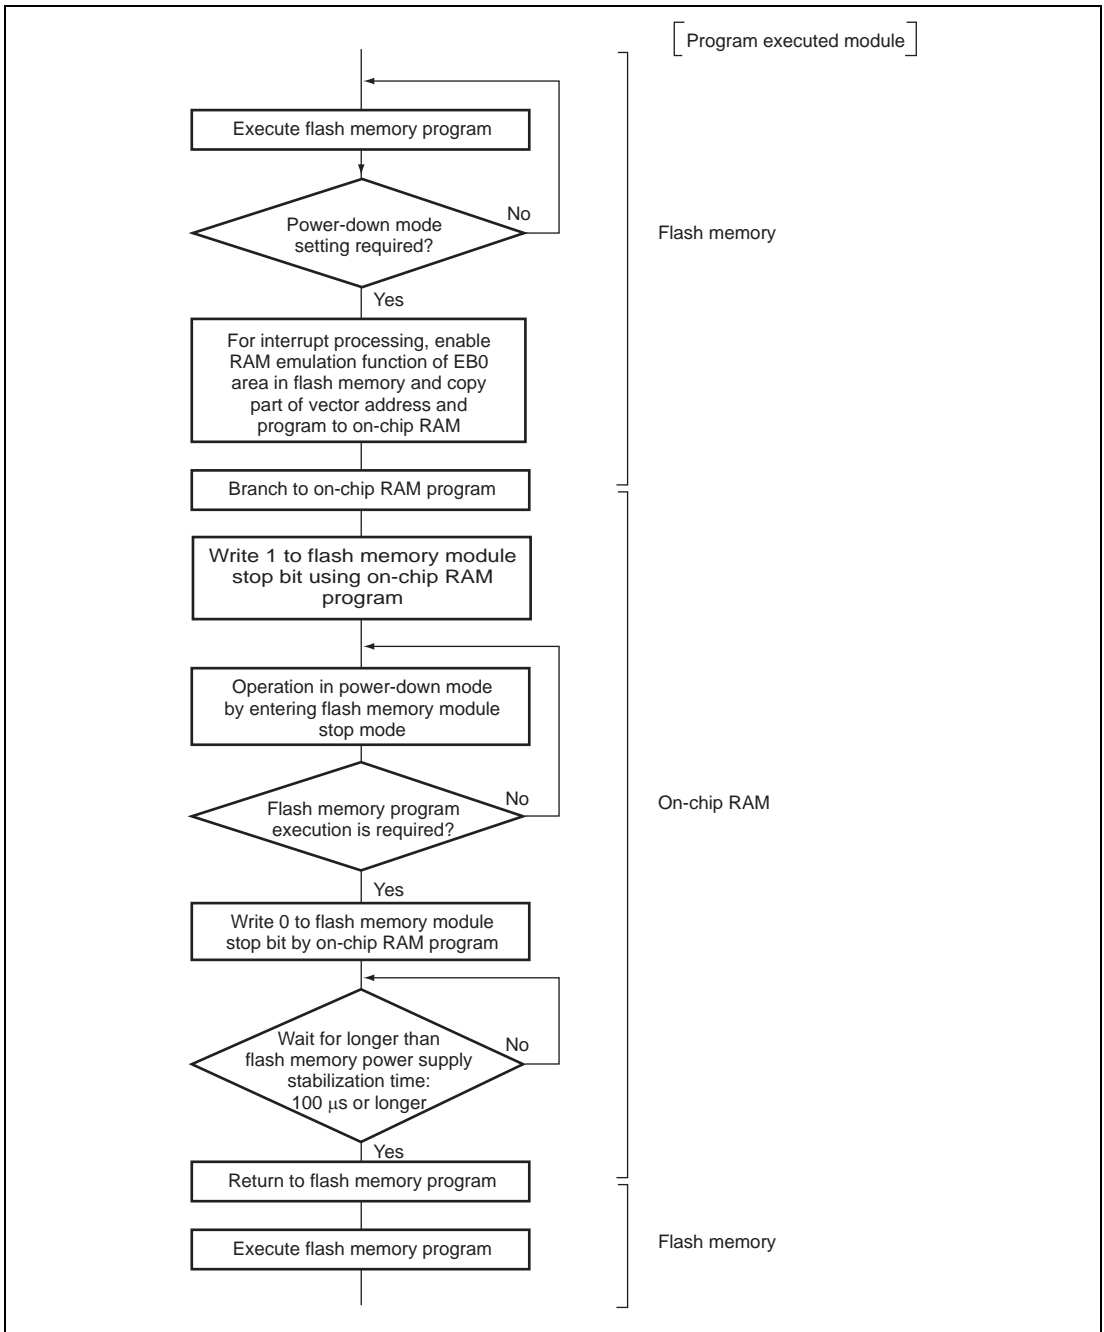 [Program executed module]
Execute flash memory program
Power-down mode
setting required?
No
Flash memory
Yes
For interrupt processing, enable
RAM emulation function of EB0
area in flash memory and copy
part of vector address and
program to on-chip RAM
Branch to on-chip RAM program
Write 1 to flash memory module
stop bit using on-chip RAM
program
Operation in power-down mode
by entering flash memory module
stop mode
Flash memory program
execution is required?
No
On-chip RAM
Yes
Write 0 to flash memory module
stop bit by on-chip RAM program
Wait for longer than
flash memory power supply
stabilization time:
100 µs or longer
No
Yes
Return to flash memory program
Execute flash memory program
Flash memory